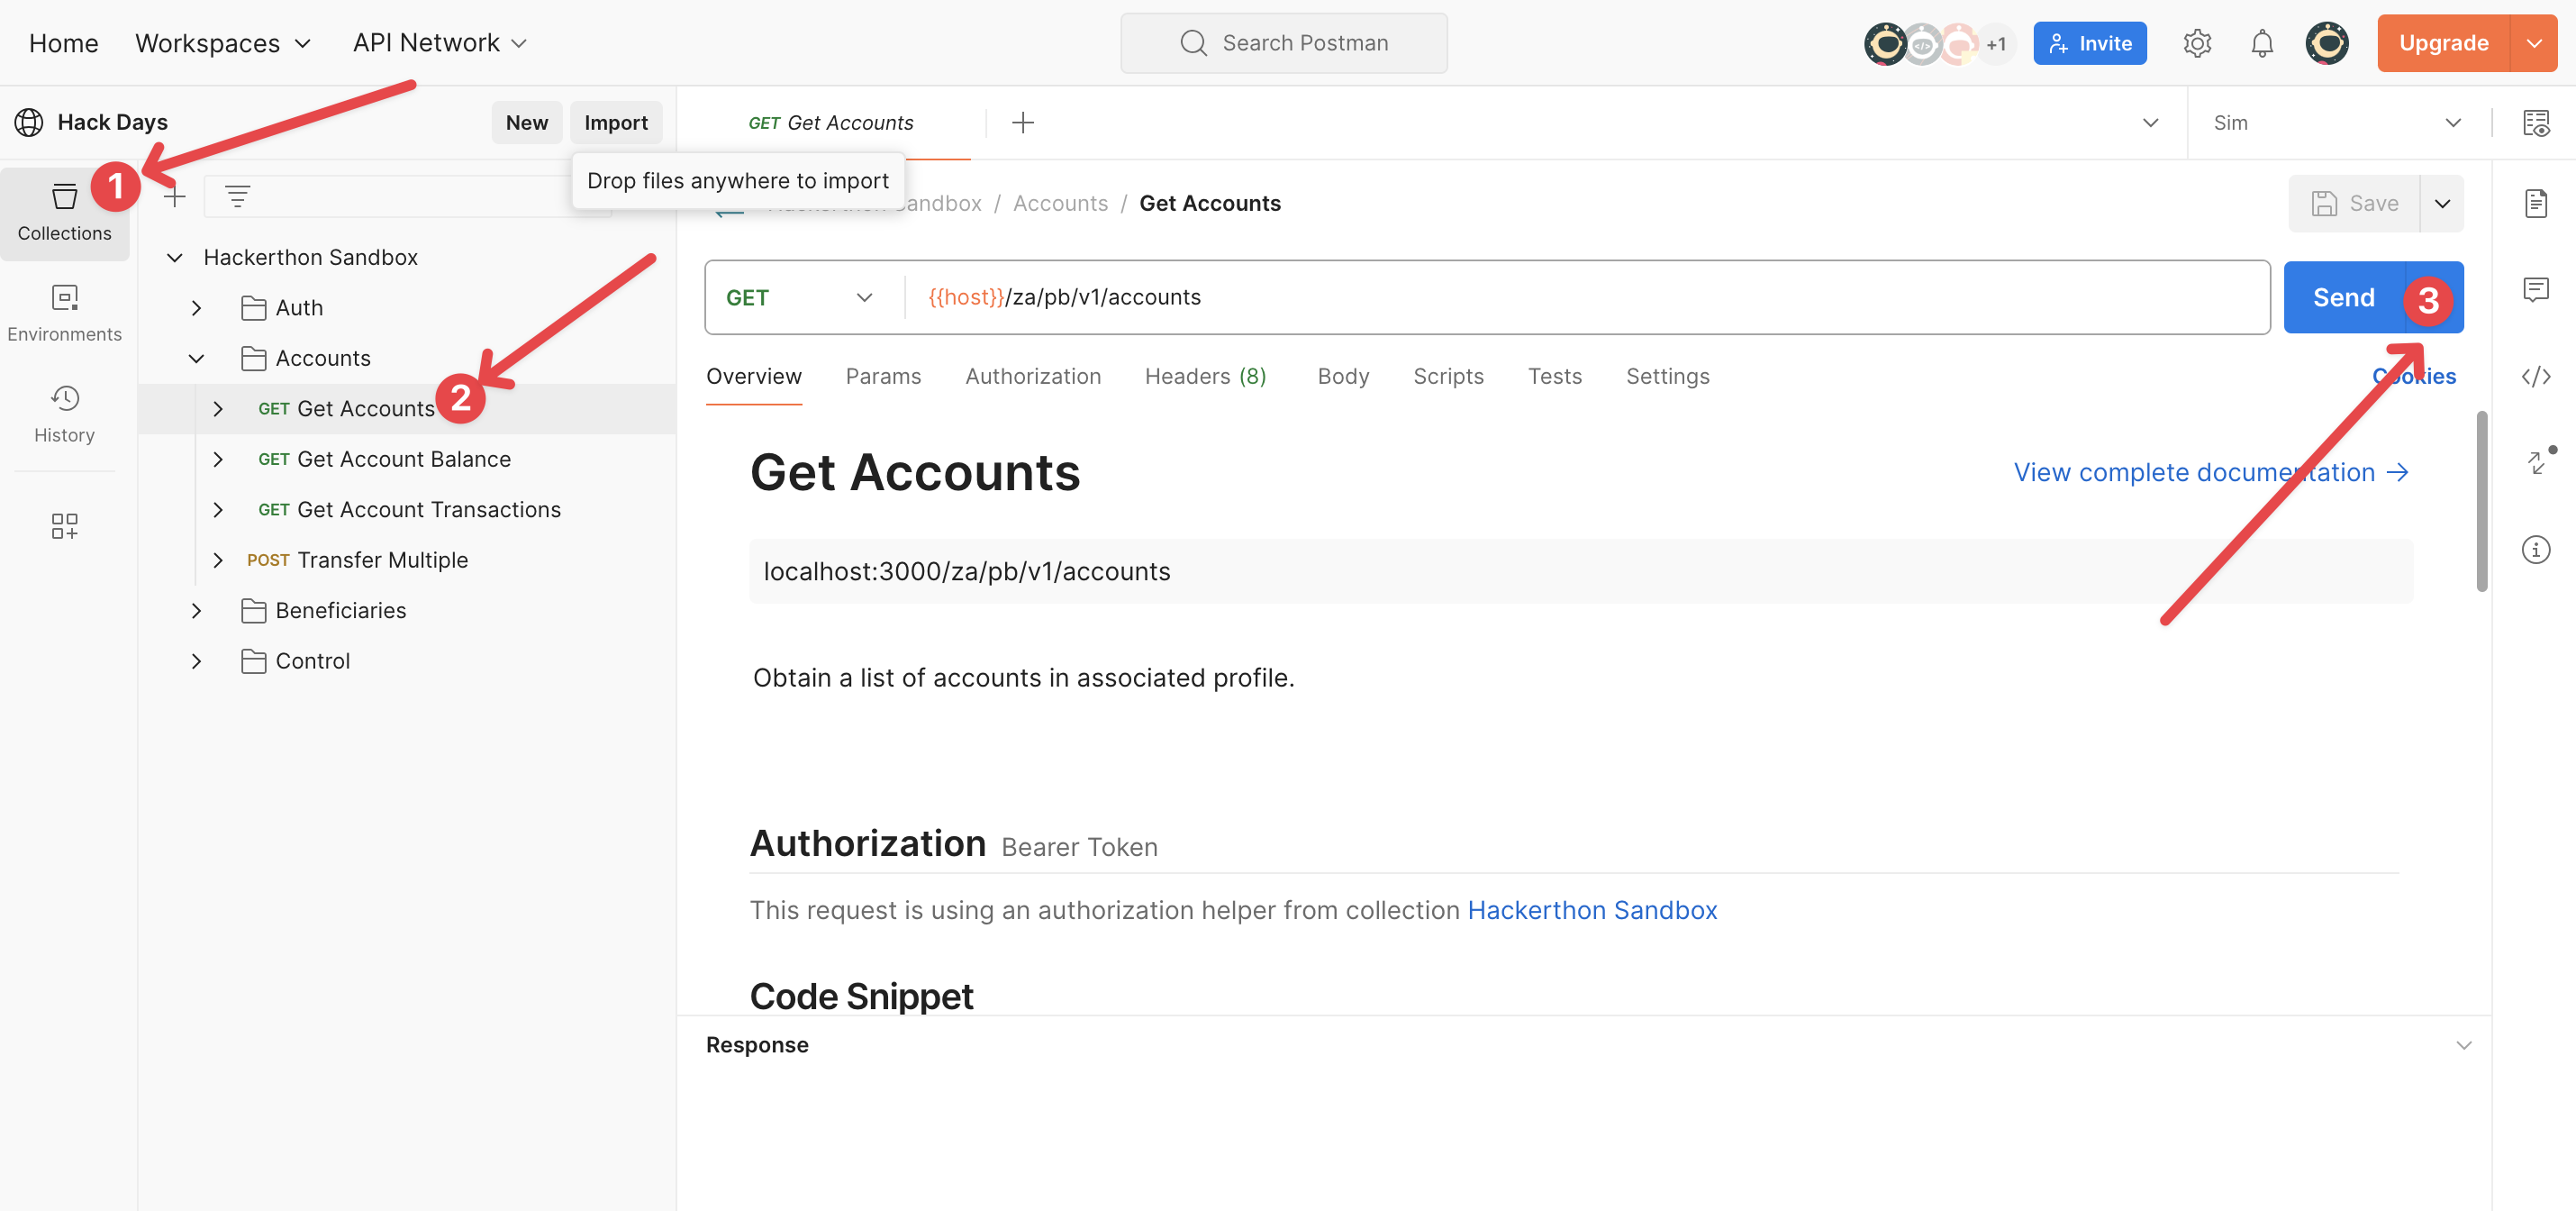 Home Workspaces API Network Search Postman +1 Invite Upgrade
Hack Days New Import GET Get Accounts Sim
Drop files anywhere to import
1
Collections
Environments
History
Hackerthon Sandbox
Auth
Accounts
GET Get Accounts 2
GET Get Account Balance
GET Get Account Transactions
POST Transfer Multiple
Beneficiaries
Control
Hackerthon Sandbox / Accounts / Get Accounts Save
GET {{host}}/za/pb/v1/accounts Send 3
Overview Params Authorization Headers (8) Body Scripts Tests Settings Cookies
Get Accounts View complete documentation →
localhost:3000/za/pb/v1/accounts
Obtain a list of accounts in associated profile.
Authorization Bearer Token
This request is using an authorization helper from collection Hackerthon Sandbox
Code Snippet
Response